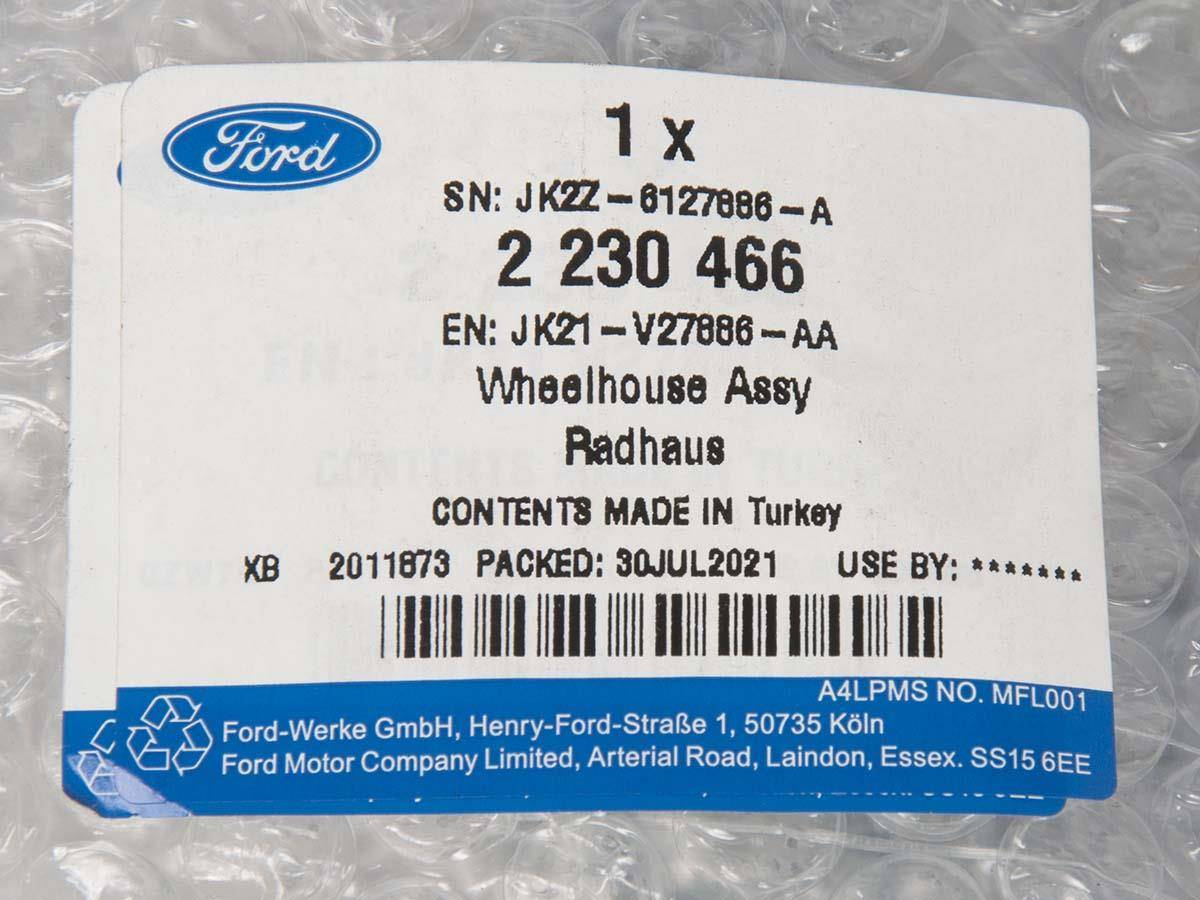 Ford
1 x
SN: JK2Z-6127886-A
2 230 466
EN: JK21-V27886-AA
Wheelhouse Assy
Radhaus
CONTENTS MADE IN Turkey
XB 2011873 PACKED: 30JUL2021 USE BY: *******
A4LPMS NO. MFL001
Ford-Werke GmbH, Henry-Ford-Straße 1, 50735 Köln
Ford Motor Company Limited, Arterial Road, Laindon, Essex. SS15 6EE